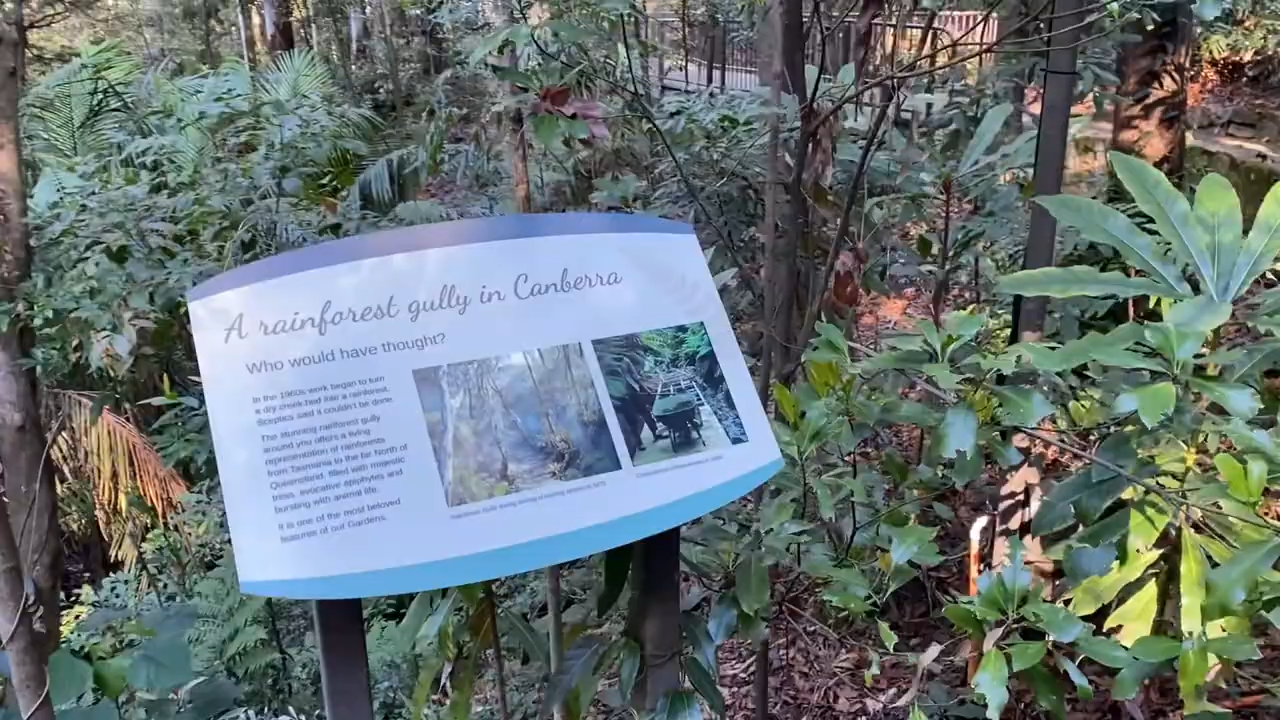 A rainforest gully in Canberra
Who would have thought?
In the 1960s work began to turn
a dry creek bed into a rainforest.
Sceptics said it couldn't be done.
The stunning rainforest gully
around you offers a living
representation of rainforests
from Tasmania to the far North of
Queensland, filled with majestic
trees, evocative epiphytes and
bursting with animal life.
It is one of the most beloved
features of our Gardens.